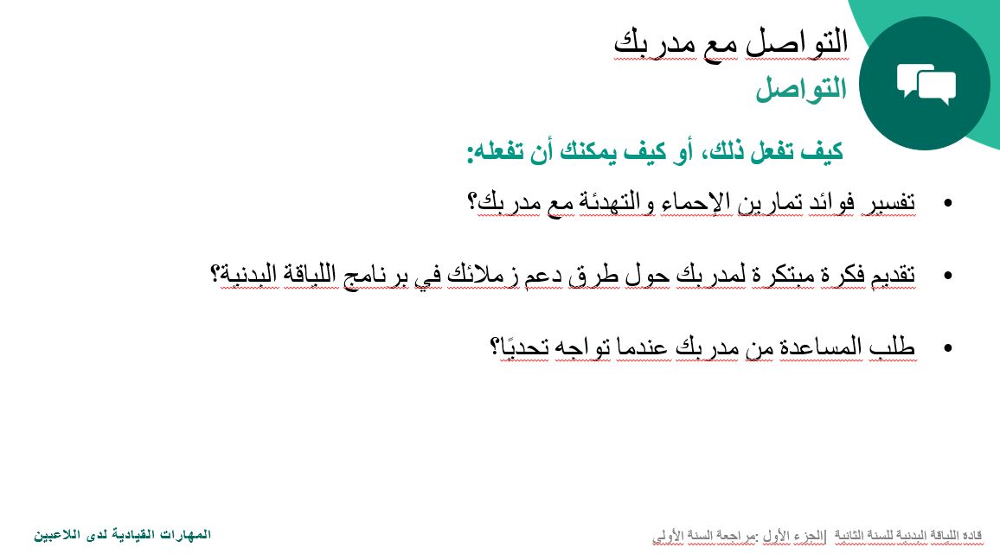 التواصل مع مدربك
التواصل
كيف تفعل ذلك، أو كيف يمكنك أن تفعله:
• تفسير فوائد تمارين الإحماء والتهدئة مع مدربك؟
• تقديم فكرة مبتكرة لمدربك حول طرق دعم زملائك في برنامج اللياقة البدنية؟
• طلب المساعدة من مدربك عندما تواجه تحديًا؟
قادة اللياقة البدنية للسنة الثانية |الجزء الأول :مراجعة السنة الأولى
المهارات القيادية لدى اللاعبين